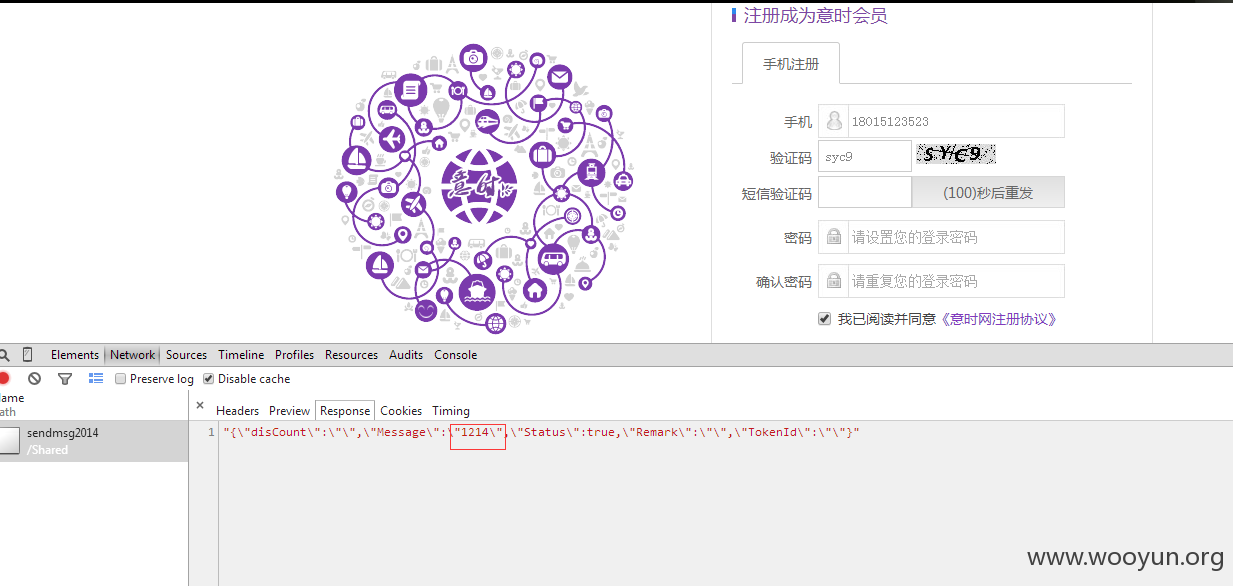 注册成为意时会员
手机注册
手机 18015123523
验证码 syc9 SYC9
短信验证码 (100)秒后重发
密码 请设置您的登录密码
确认密码 请重复您的登录密码
我已阅读并同意《意时网注册协议》
意时
Elements Network Sources Timeline Profiles Resources Audits Console
Preserve log Disable cache
ame
ath
× Headers Preview Response Cookies Timing
sendmsg2014
/Shared
1 "{\"disCount\":\"\",\"Message\":\"1214\",\"Status\":true,\"Remark\":\"\",\"TokenId\":\"\"}"
www.wooyun.org